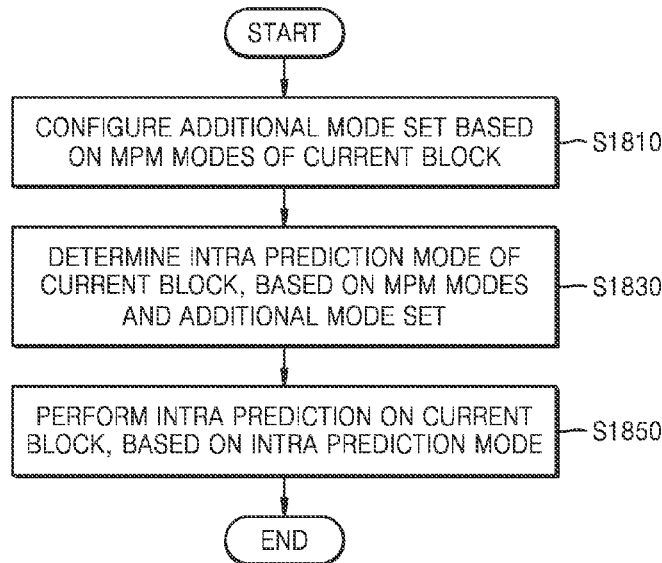 START
CONFIGURE ADDITIONAL MODE SET BASED
ON MPM MODES OF CURRENT BLOCK
S1810
DETERMINE INTRA PREDICTION MODE OF
CURRENT BLOCK, BASED ON MPM MODES
AND ADDITIONAL MODE SET
S1830
PERFORM INTRA PREDICTION ON CURRENT
BLOCK, BASED ON INTRA PREDICTION MODE
S1850
END